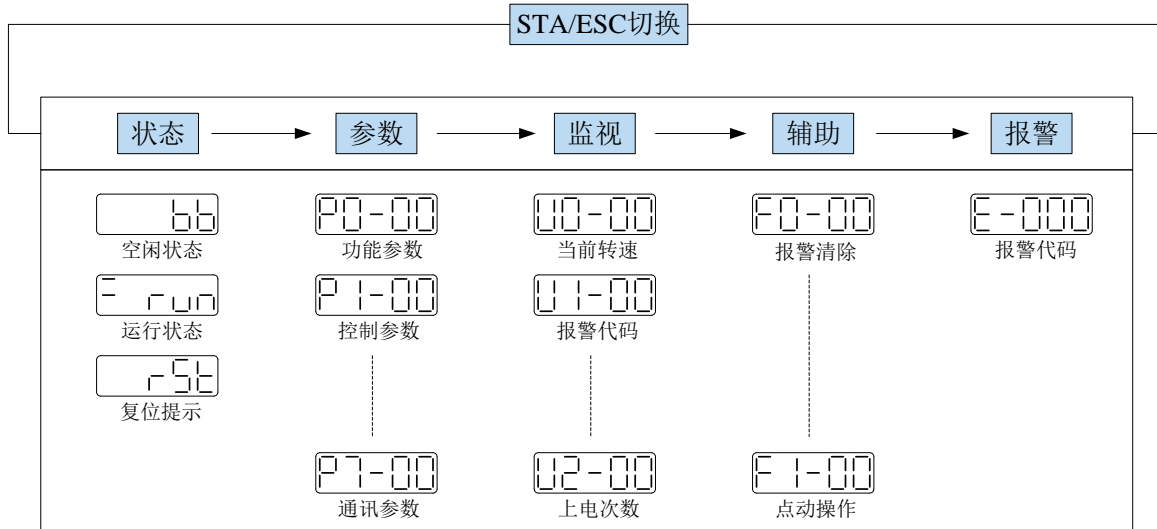 STA/ESC切换
状态 参数 监视 辅助 报警
bb P0-00 U0-00 F0-00 E-000
空闲状态 功能参数 当前转速 报警清除 报警代码
run P1-00 U1-00
运行状态 控制参数 报警代码
rSt
复位提示
P7-00 U2-00 F1-00
通讯参数 上电次数 点动操作